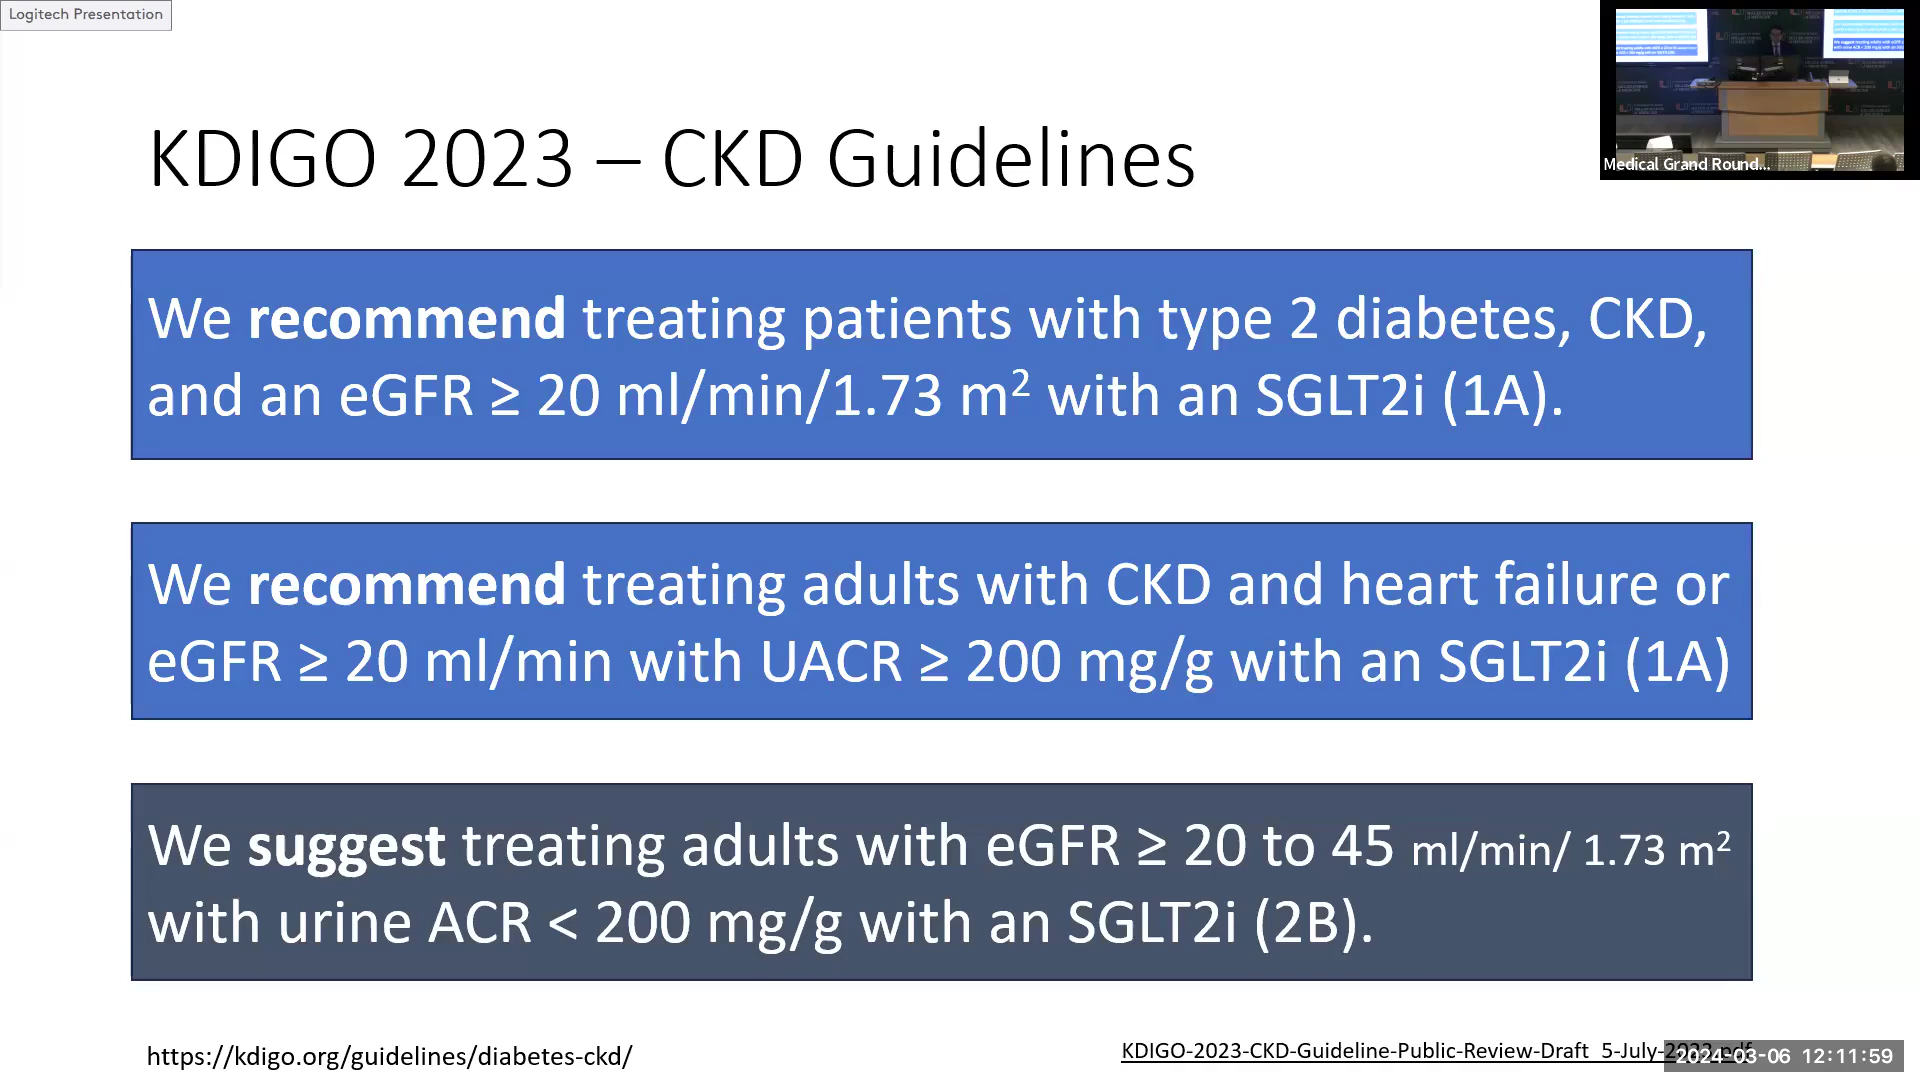 Logitech Presentation
Medical Grand Round...
KDIGO 2023 – CKD Guidelines
We recommend treating patients with type 2 diabetes, CKD,
and an eGFR ≥ 20 ml/min/1.73 m² with an SGLT2i (1A).
We recommend treating adults with CKD and heart failure or
eGFR ≥ 20 ml/min with UACR ≥ 200 mg/g with an SGLT2i (1A)
We suggest treating adults with eGFR ≥ 20 to 45 ml/min/ 1.73 m²
with urine ACR < 200 mg/g with an SGLT2i (2B).
https://kdigo.org/guidelines/diabetes-ckd/
KDIGO-2023-CKD-Guideline-Public-Review-Draft_5-July-2023.pdf
2024-03-06 12:11:59